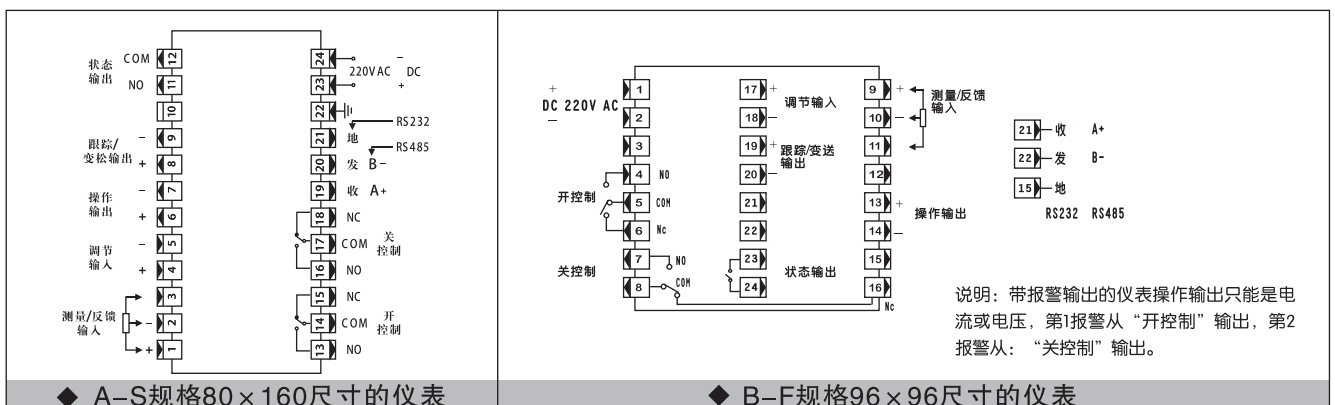 COM 12 24 −
状态
输出
220V AC DC
NO 11 23 +
10 22
RS232
− 9 21 地
跟踪/
变松输出
RS485
+ 8 20 发 B−
− 7 19 收 A+
操作
输出
+ 6 18 NC
− 5 17 COM 关
控制
调节
输入
+ 4 16 NO
3 15 NC
测量/反馈
输入
− 2 14 COM 开
控制
+ 1 13 NO
◆ A-S规格80×160尺寸的仪表
+ 1 17 + 9 +
DC 220V AC
调节输入
测量/反馈
输入
− 2 18 − 10 −
3 19 + 11
跟踪/变送
输出
4 NO 20 − 12
开控制
5 COM 21 13 +
操作输出
6 Nc 22 14 −
7 NO 23 15
关控制
状态输出
8 COM 24 16
Nc
21 收 A+
22 发 B-
15 地
RS232 RS485
说明：带报警输出的仪表操作输出只能是电
流或电压，第1报警从“开控制”输出，第2
报警从：“关控制”输出。
◆ B-F规格96×96尺寸的仪表